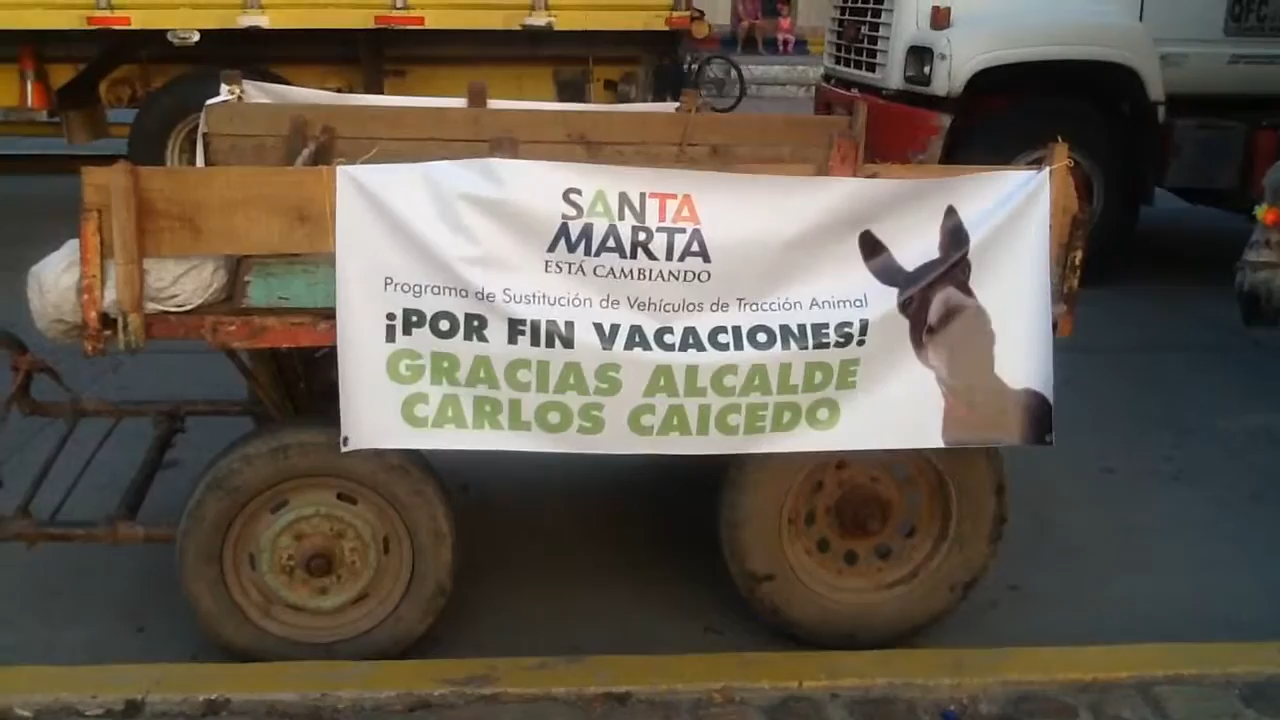 QFC
SANTA
MARTA
ESTÁ CAMBIANDO
Programa de Sustitución de Vehículos de Tracción Animal
¡POR FIN VACACIONES!
GRACIAS ALCALDE
CARLOS CAICEDO